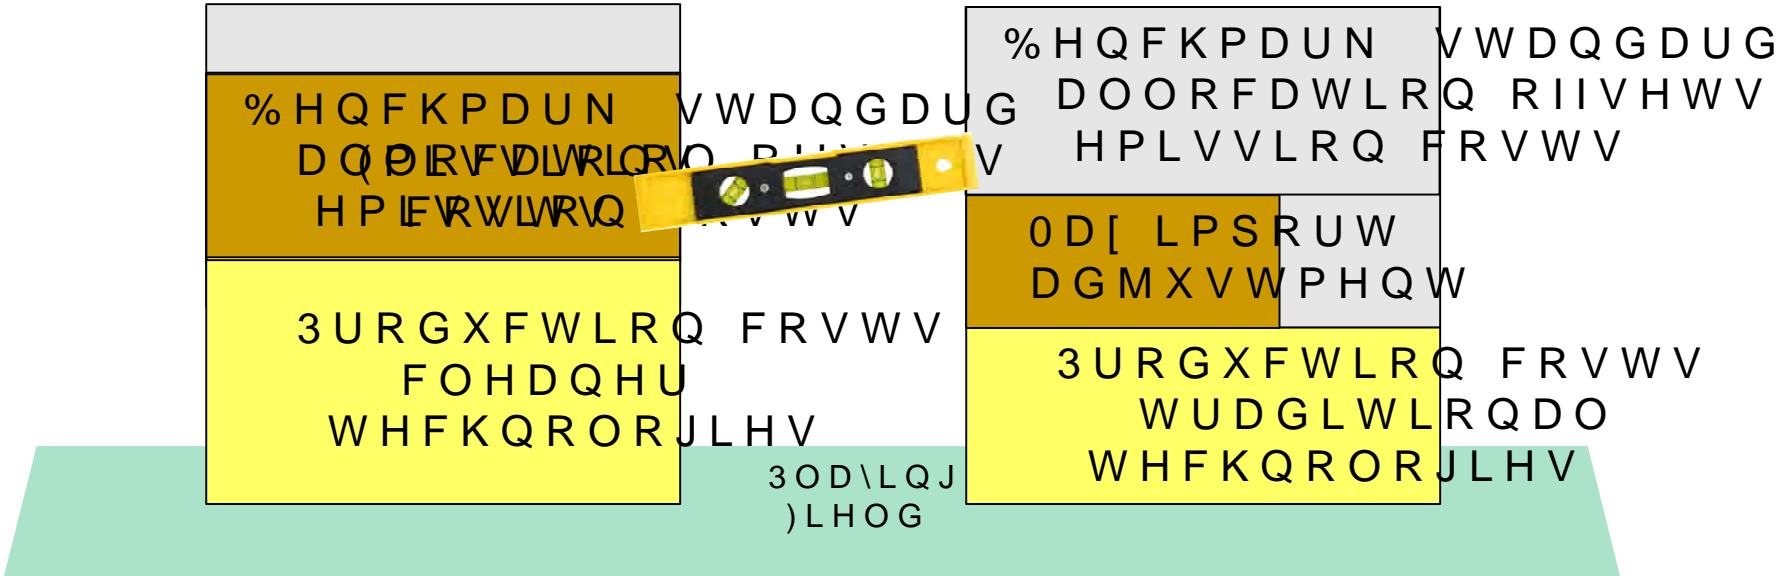 %HQFKPDUN VWDQGDUG
3URGXFWLRQ FRVWV
FOHDQHU
WHFKQRORJLHV
%HQFKPDUN VWDQGDUG
DOORFDWLRQ RIIVHWV
HPLVVLRQ FRVWV
0D[ LPSRUW
DGMXVWPHQW
3URGXFWLRQ FRVWV
WUDGLWLRQDO
WHFKQRORJLHV
3OD\LQJ
)LHOG